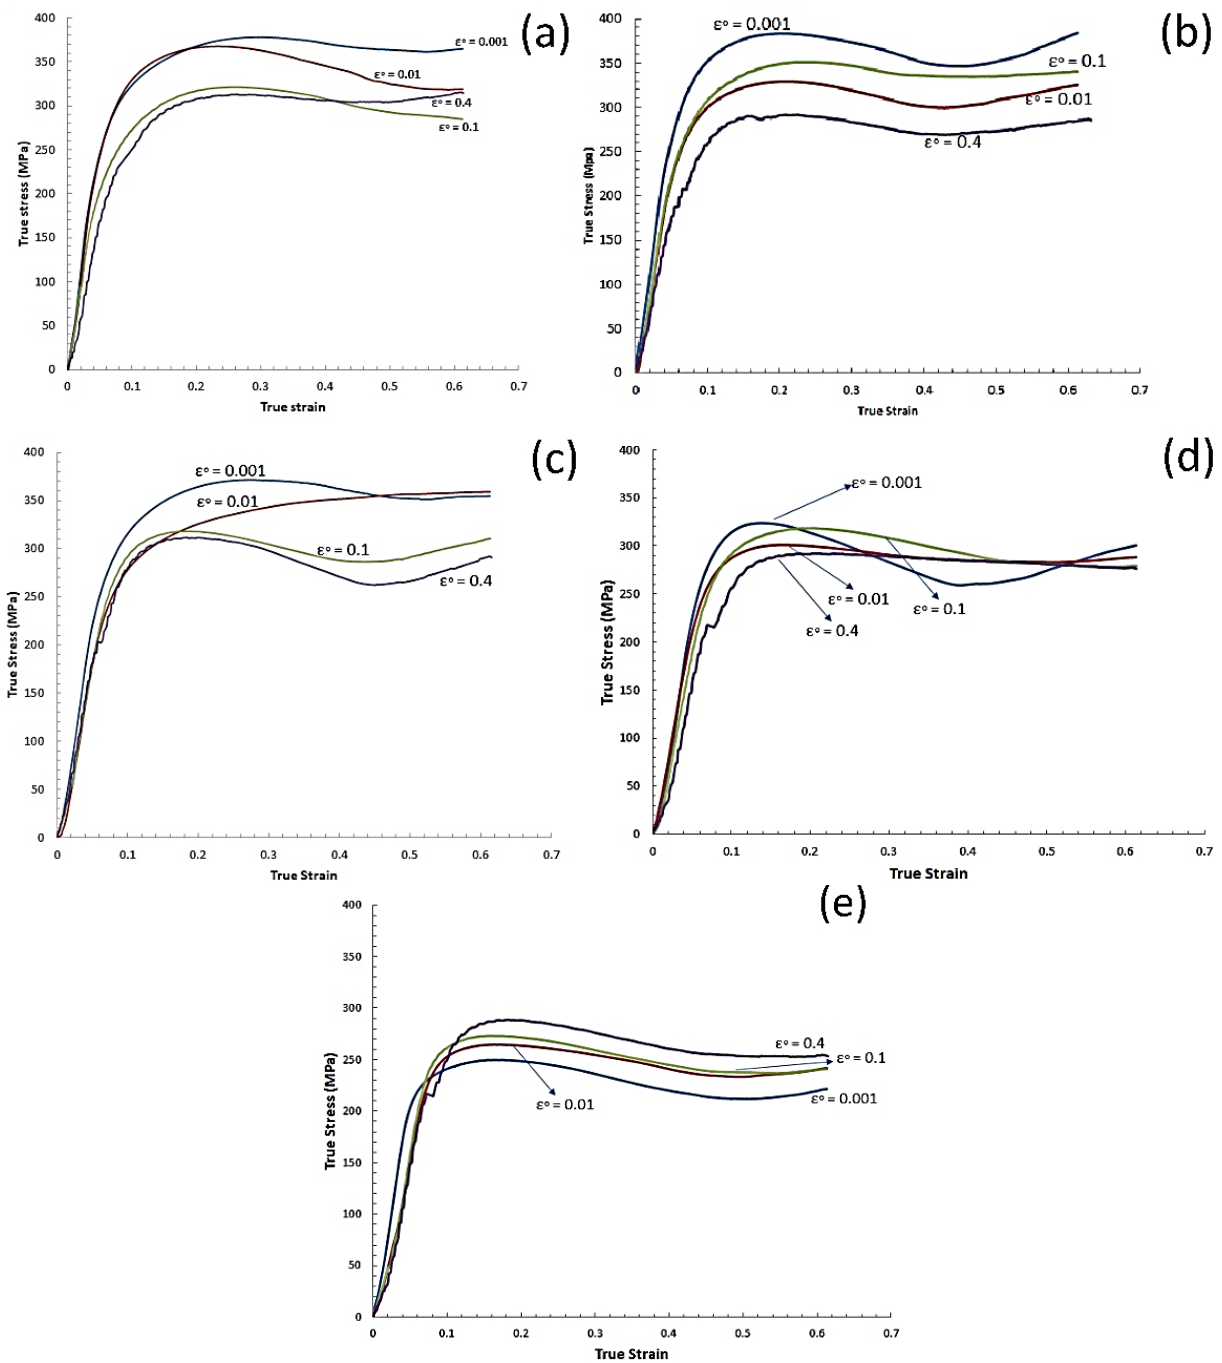 (a)
400
350
300
250
200
150
100
50
0
True stress (MPa)
ε° = 0.001
ε° = 0.01
ε° = 0.4
ε° = 0.1
0 0.1 0.2 0.3 0.4 0.5 0.6 0.7
True strain
(b)
400
350
300
250
200
150
100
50
0
True Stress (Mpa)
ε° = 0.001
ε° = 0.1
ε° = 0.01
ε° = 0.4
0 0.1 0.2 0.3 0.4 0.5 0.6 0.7
True Strain
(c)
400
350
300
250
200
150
100
50
0
True Stress (MPa)
ε° = 0.001
ε° = 0.01
ε° = 0.1
ε° = 0.4
0 0.1 0.2 0.3 0.4 0.5 0.6 0.7
True Strain
(d)
400
350
300
250
200
150
100
50
0
True Stress (MPa)
ε° = 0.001
ε° = 0.01
ε° = 0.1
ε° = 0.4
0 0.1 0.2 0.3 0.4 0.5 0.6 0.7
True Strain
(e)
400
350
300
250
200
150
100
50
0
True Stress (MPa)
ε° = 0.4
ε° = 0.1
ε° = 0.001
ε° = 0.01
0 0.1 0.2 0.3 0.4 0.5 0.6 0.7
True Strain